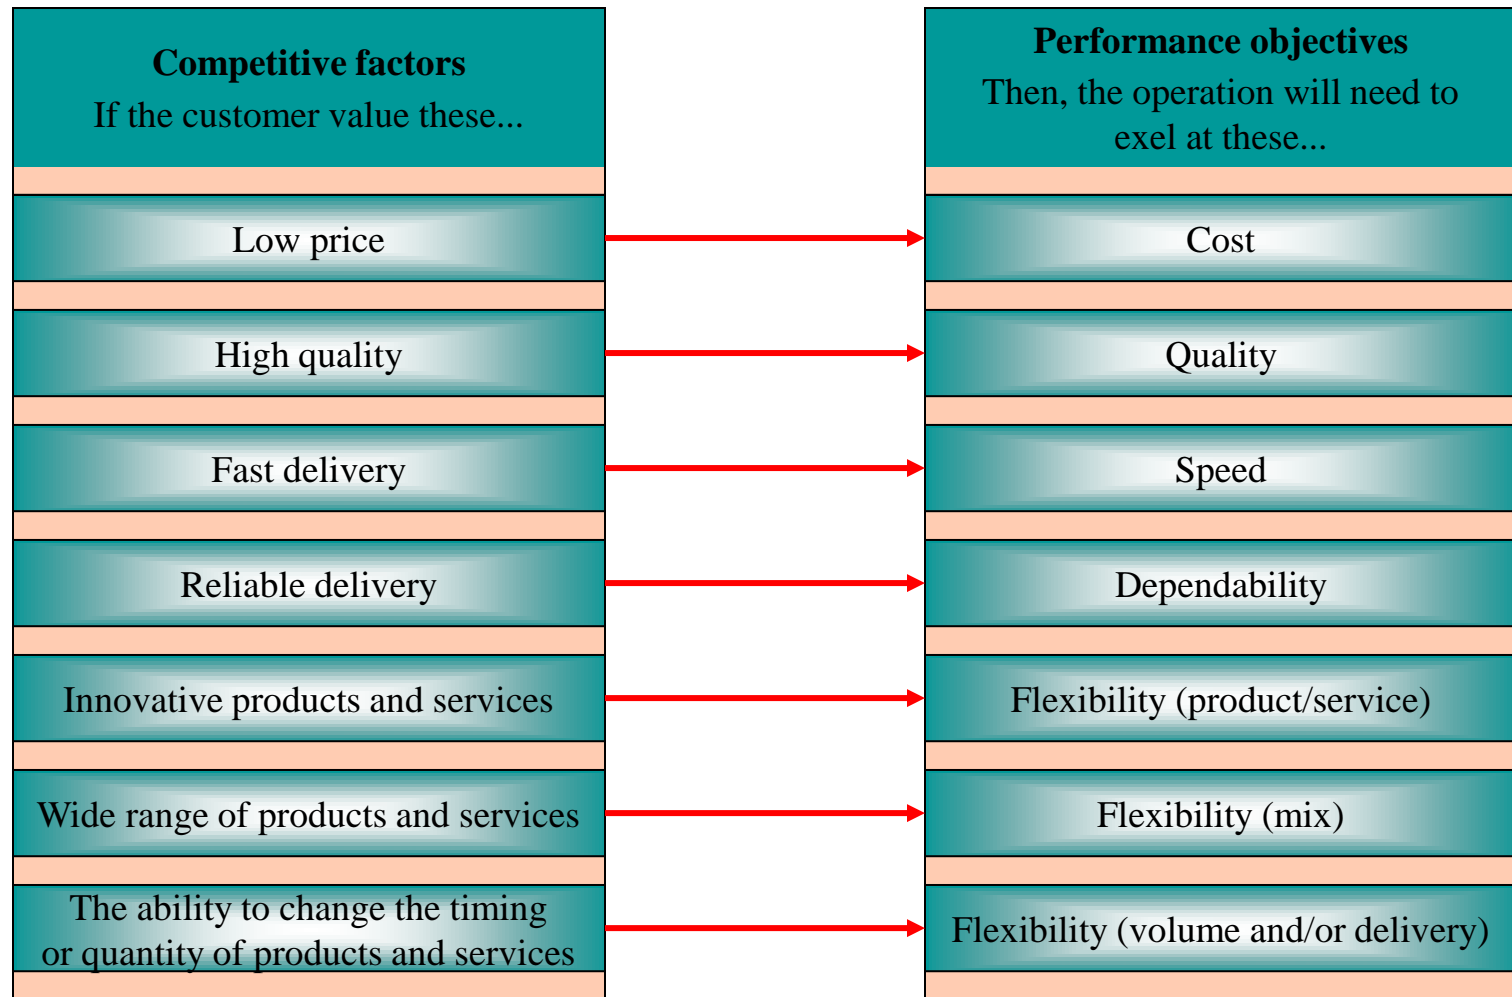 Competitive factors
If the customer value these...
Performance objectives
Then, the operation will need to
exel at these...
Low price
Cost
High quality
Quality
Fast delivery
Speed
Reliable delivery
Dependability
Innovative products and services
Flexibility (product/service)
Wide range of products and services
Flexibility (mix)
The ability to change the timing
or quantity of products and services
Flexibility (volume and/or delivery)